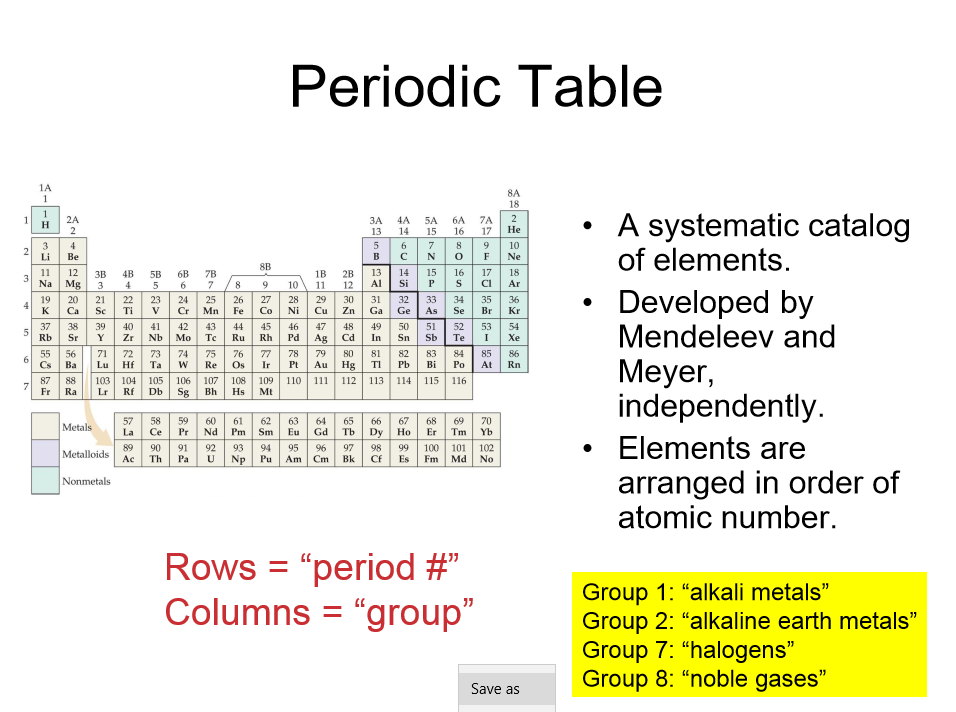 Periodic Table
1A
1
8A
18
1
1
H
2A
2
3A 4A 5A 6A 7A
13 14 15 16 17
2
He
2
3 4 5 6 7 8 9 10
Li Be B C N O F Ne
3
11 12 3B 4B 5B 6B 7B 8B 1B 2B 13 14 15 16 17 18
Na Mg 3 4 5 6 7 8 9 10 11 12 Al Si P S Cl Ar
4
19 20 21 22 23 24 25 26 27 28 29 30 31 32 33 34 35 36
K Ca Sc Ti V Cr Mn Fe Co Ni Cu Zn Ga Ge As Se Br Kr
5
37 38 39 40 41 42 43 44 45 46 47 48 49 50 51 52 53 54
Rb Sr Y Zr Nb Mo Tc Ru Rh Pd Ag Cd In Sn Sb Te I Xe
6
55 56 71 72 73 74 75 76 77 78 79 80 81 82 83 84 85 86
Cs Ba Lu Hf Ta W Re Os Ir Pt Au Hg Tl Pb Bi Po At Rn
7
87 88 103 104 105 106 107 108 109 110 111 112 113 114 115 116
Fr Ra Lr Rf Db Sg Bh Hs Mt
Metals
Metalloids
Nonmetals
57 58 59 60 61 62 63 64 65 66 67 68 69 70
La Ce Pr Nd Pm Sm Eu Gd Tb Dy Ho Er Tm Yb
89 90 91 92 93 94 95 96 97 98 99 100 101 102
Ac Th Pa U Np Pu Am Cm Bk Cf Es Fm Md No
• A systematic catalog
of elements.
• Developed by
Mendeleev and
Meyer,
independently.
• Elements are
arranged in order of
atomic number.
Rows = “period #”
Columns = “group”
Group 1: “alkali metals”
Group 2: “alkaline earth metals”
Group 7: “halogens”
Group 8: “noble gases”
Save as